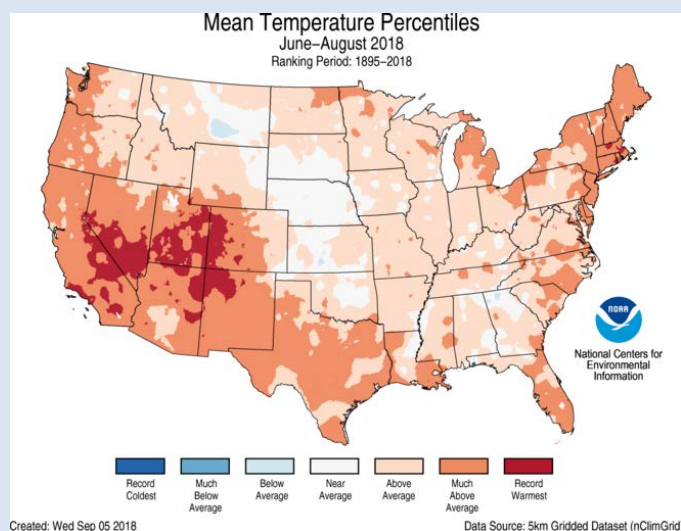 Mean Temperature Percentiles
June–August 2018
Ranking Period: 1895–2018
NOAA
National Centers for
Environmental
Information
Record
Coldest
Much
Below
Average
Below
Average
Near
Average
Above
Average
Much
Above
Average
Record
Warmest
Created: Wed Sep 05 2018
Data Source: 5km Gridded Dataset (nClimGrid